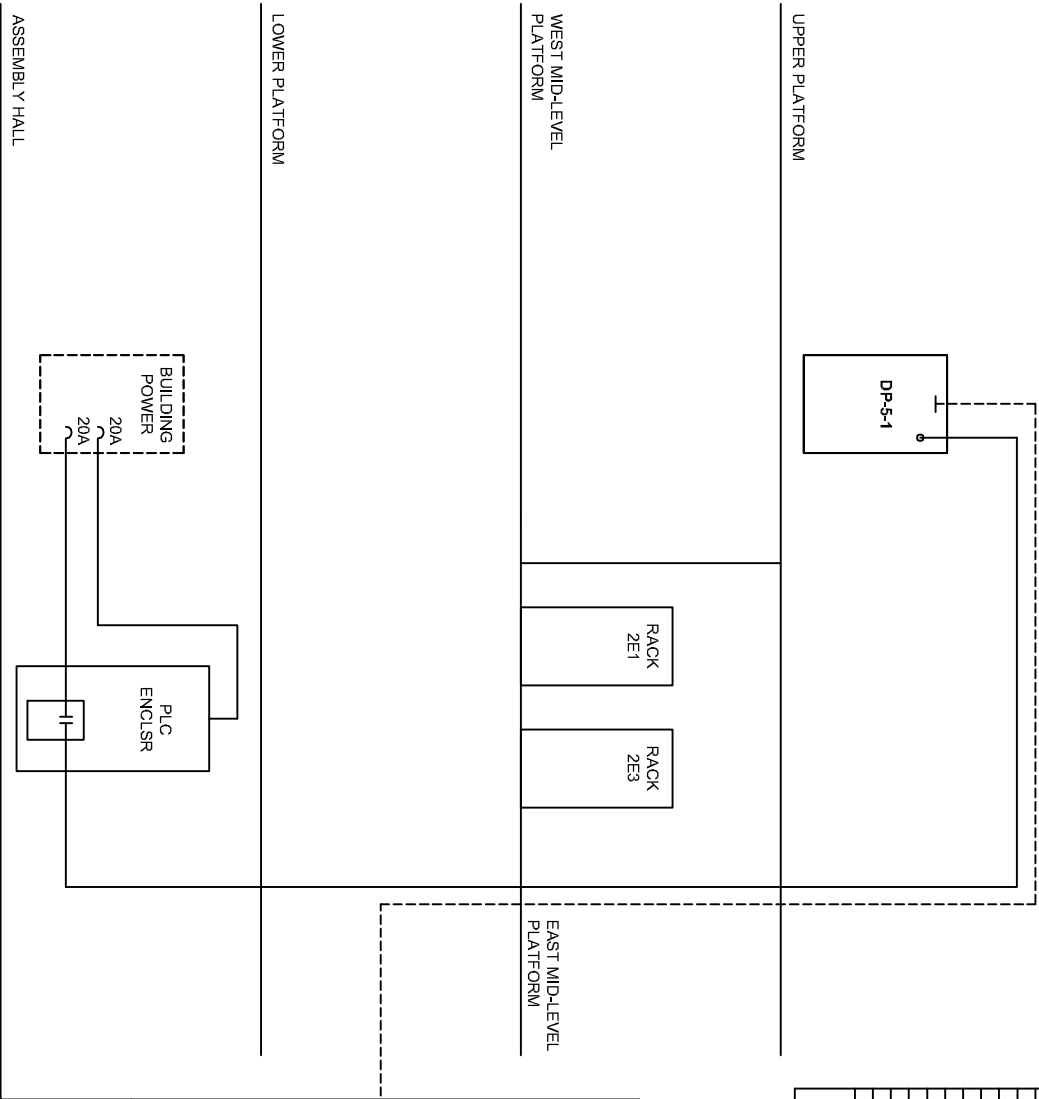 UPPER PLATFORM
DP-5-1
WEST MID-LEVEL
PLATFORM
RACK
2E1
RACK
2E3
EAST MID-LEVEL
PLATFORM
LOWER PLATFORM
BUILDING
POWER
20A
20A
PLC
ENCLSR
ASSEMBLY HALL